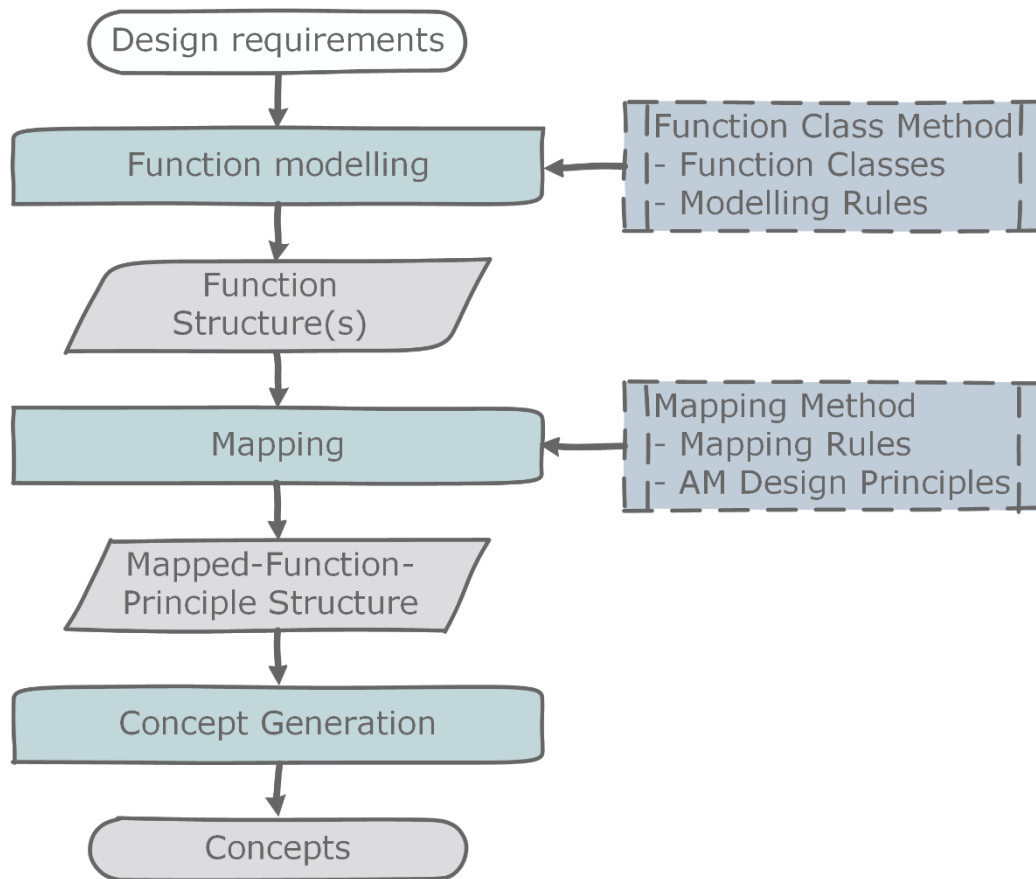 Design requirements
Function modelling
Function Class Method
- Function Classes
- Modelling Rules
Function
Structure(s)
Mapping
Mapping Method
- Mapping Rules
- AM Design Principles
Mapped-Function-
Principle Structure
Concept Generation
Concepts